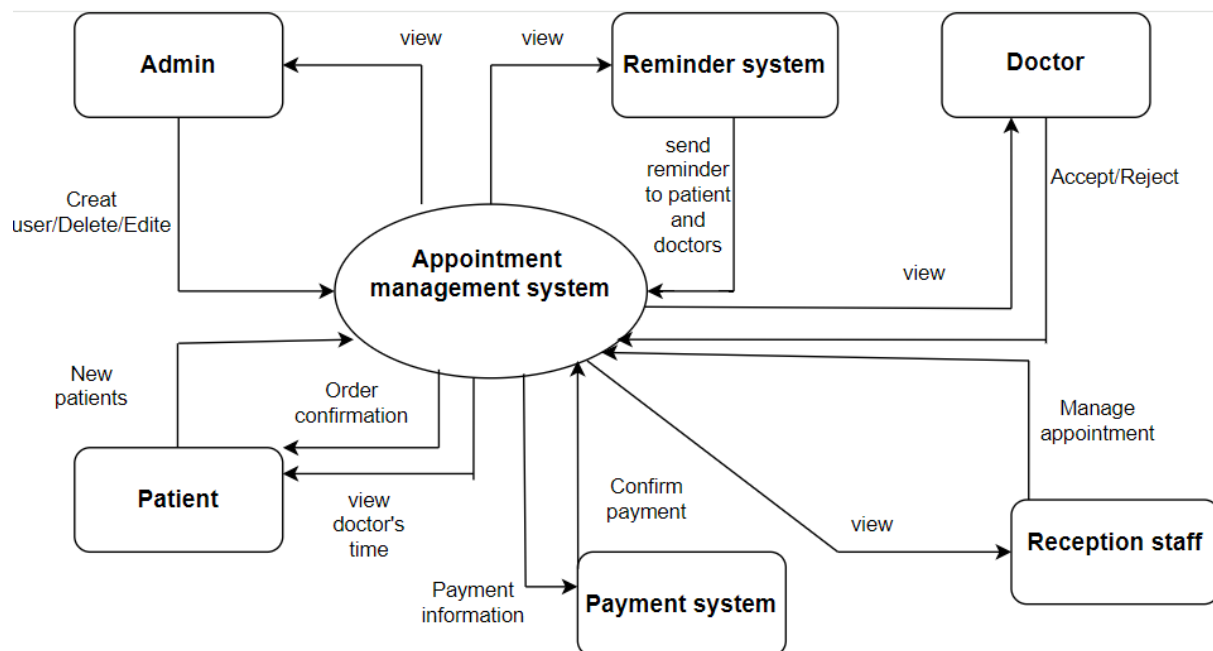 view
view
Admin
Reminder system
Doctor
send
reminder
to patient
and
doctors
Accept/Reject
Creat
user/Delete/Edite
Appointment
management system
view
New
patients
Order
confirmation
Manage
appointment
Patient
view
doctor's
time
Confirm
payment
view
Reception staff
Payment
information
Payment system